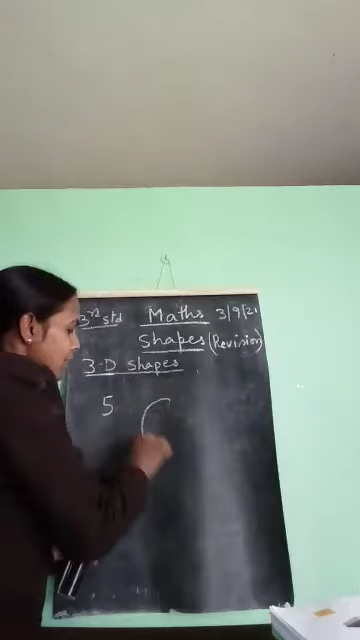 3rd std Maths 3/9/21
Shapes (Revision)
3-D shapes
5.